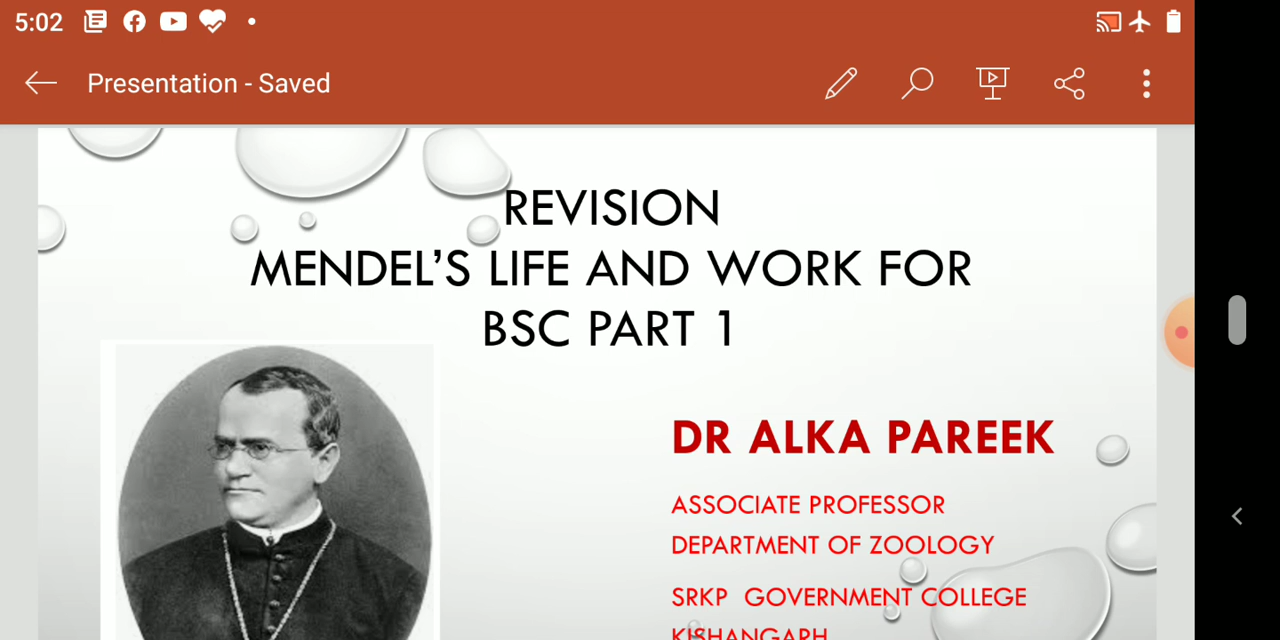 5:02
Presentation - Saved
REVISION
MENDEL'S LIFE AND WORK FOR
BSC PART 1
DR ALKA PAREEK
ASSOCIATE PROFESSOR
DEPARTMENT OF ZOOLOGY
SRKP GOVERNMENT COLLEGE
KISHANGARH